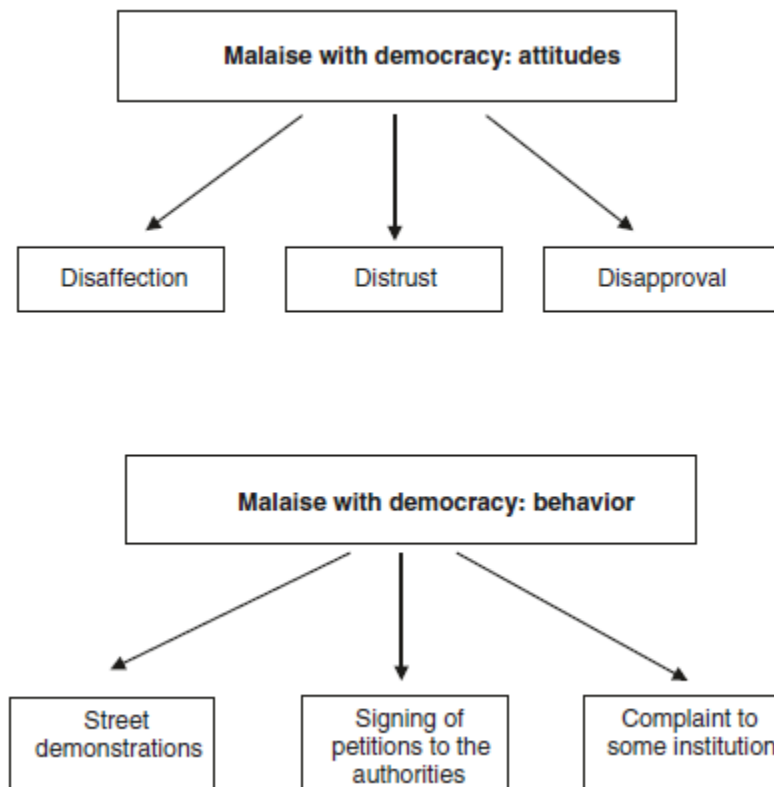 Malaise with democracy: attitudes
Disaffection
Distrust
Disapproval
Malaise with democracy: behavior
Street
demonstrations
Signing of
petitions to the
authorities
Complaint to
some institution